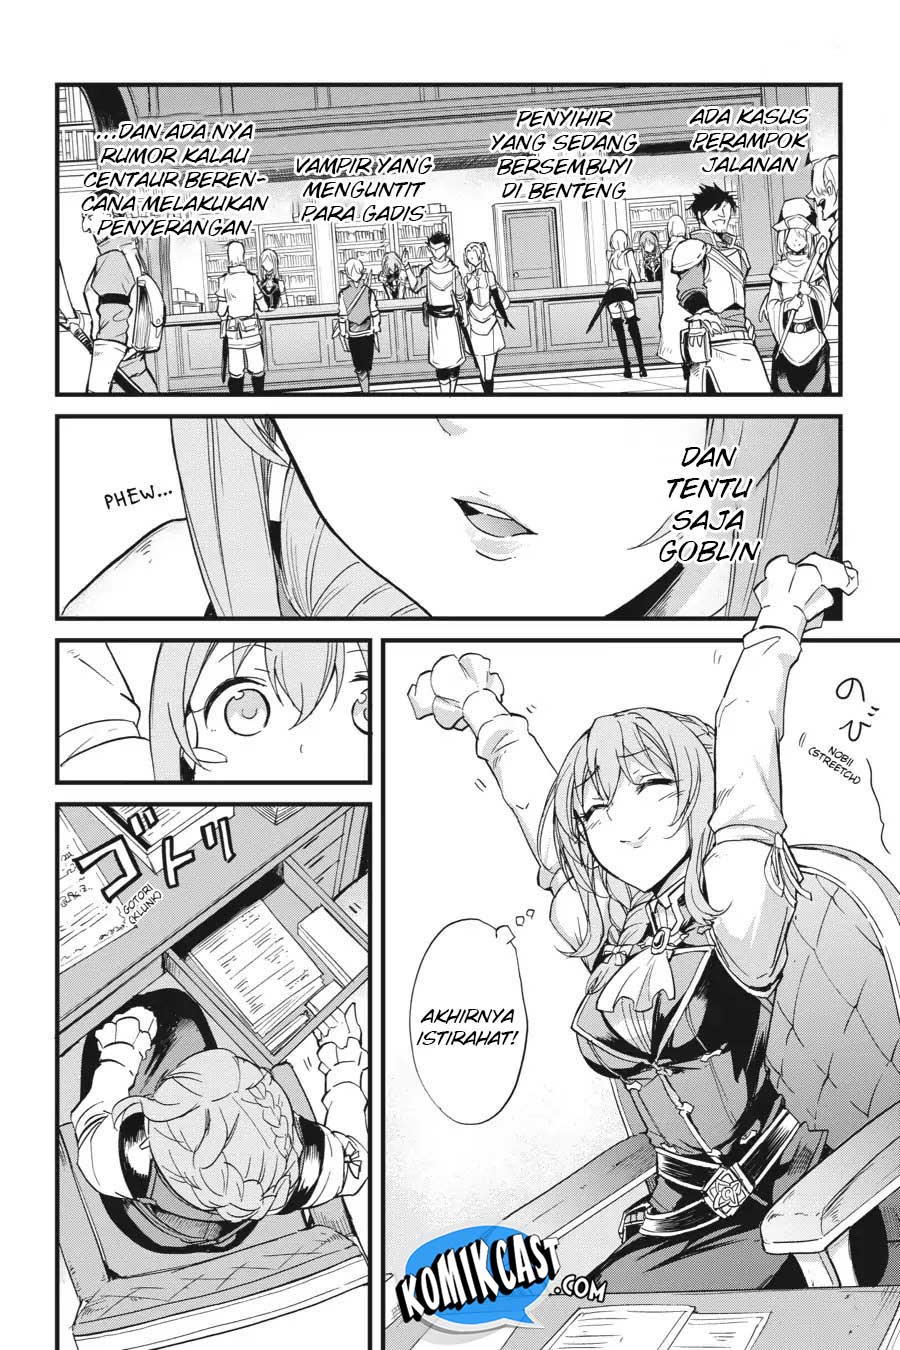 ADA KASUS
PERAMPOK
JALANAN
PENYIHIR
YANG SEDANG
BERSEMBUYI
DI BENTENG
VAMPIR YANG
MENGUNTIT
PARA GADIS
...DAN ADA NYA
RUMOR KALAU
CENTAUR BEREN-
CANA MELAKUKAN
PENYERANGAN
DAN
TENTU
SAJA
GOBLIN
PHEW...
のび
NOBII
(STREETCH)
AKHIRNYA
ISTIRAHAT!
ゴトリ
GOTORI
(KLUNK)
KOMIKCAST
.COM